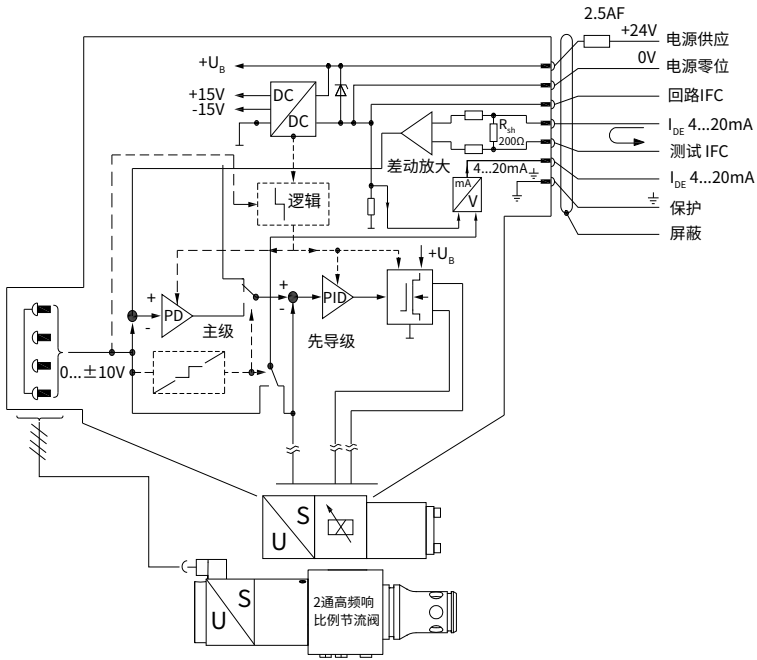 2.5AF
+24V 电源供应
0V 电源零位
回路IFC
I_DE 4...20mA
测试 IFC
I_DE 4...20mA
保护
屏蔽
+U_B
+15V
-15V
DC
DC
R_sh
200Ω
差动放大
4...20mA
mA
V
逻辑
+U_B
+
PD
-
主级
+
-
PID
先导级
0...±10V
S
U
S
U
2通高频响
比例节流阀